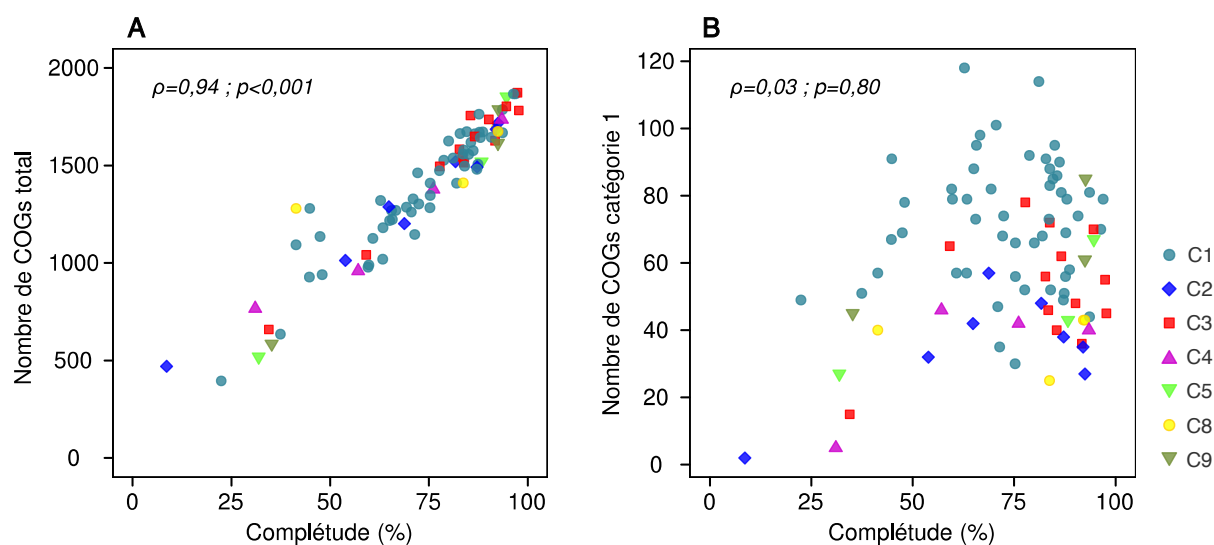 A
ρ=0,94 ; p<0,001
Nombre de COGs total
2000
1500
1000
500
0
0 25 50 75 100
Complétude (%)
B
ρ=0,03 ; p=0,80
Nombre de COGs catégorie 1
120
100
80
60
40
20
0
0 25 50 75 100
Complétude (%)
C1
C2
C3
C4
C5
C8
C9